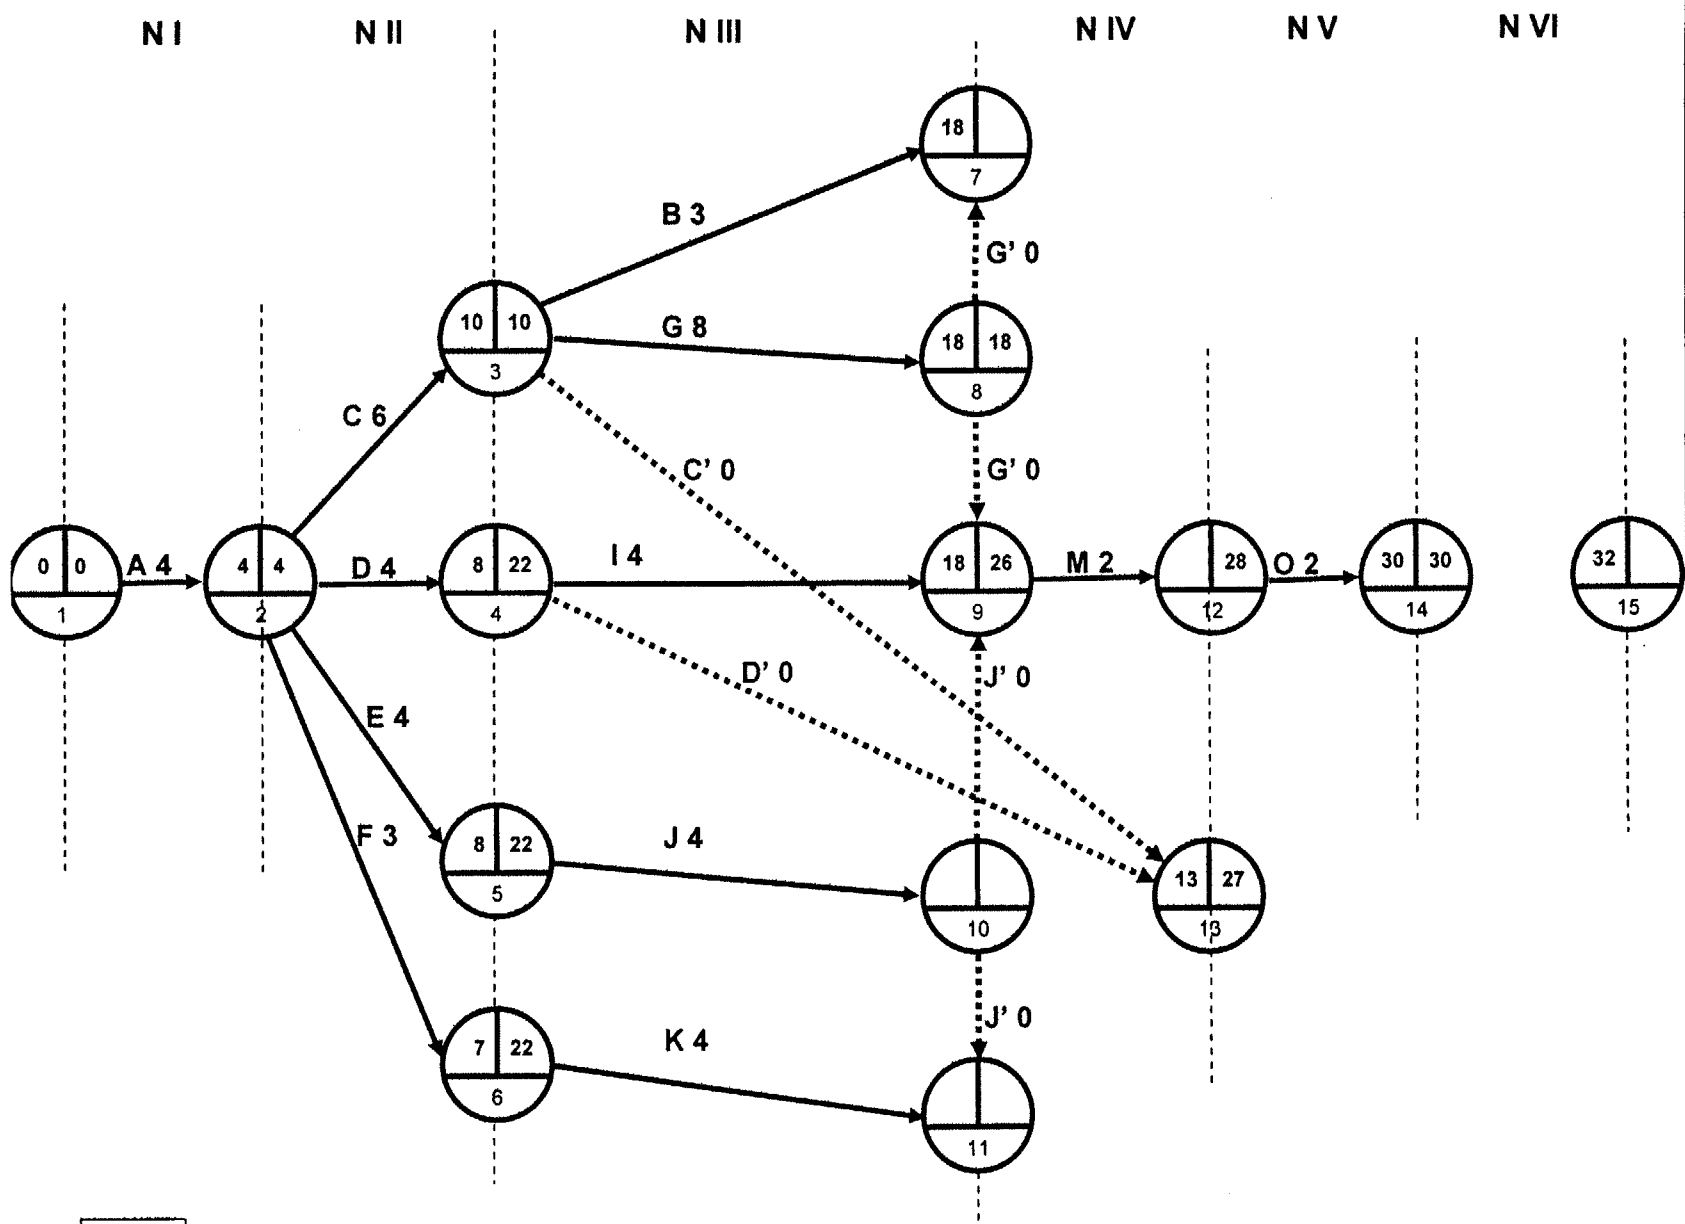 N I N II N III N IV N V N VI
18
7
B 3
G' 0
10 10
3
G 8
18 18
8
C 6
C' 0
G' 0
0 0
1
A 4
4 4
2
D 4
8 22
4
I 4
18 26
9
M 2
28
12
O 2
30 30
14
32
15
D' 0
J' 0
E 4
F 3
8 22
5
J 4
10
13 27
13
J' 0
7 22
6
K 4
11